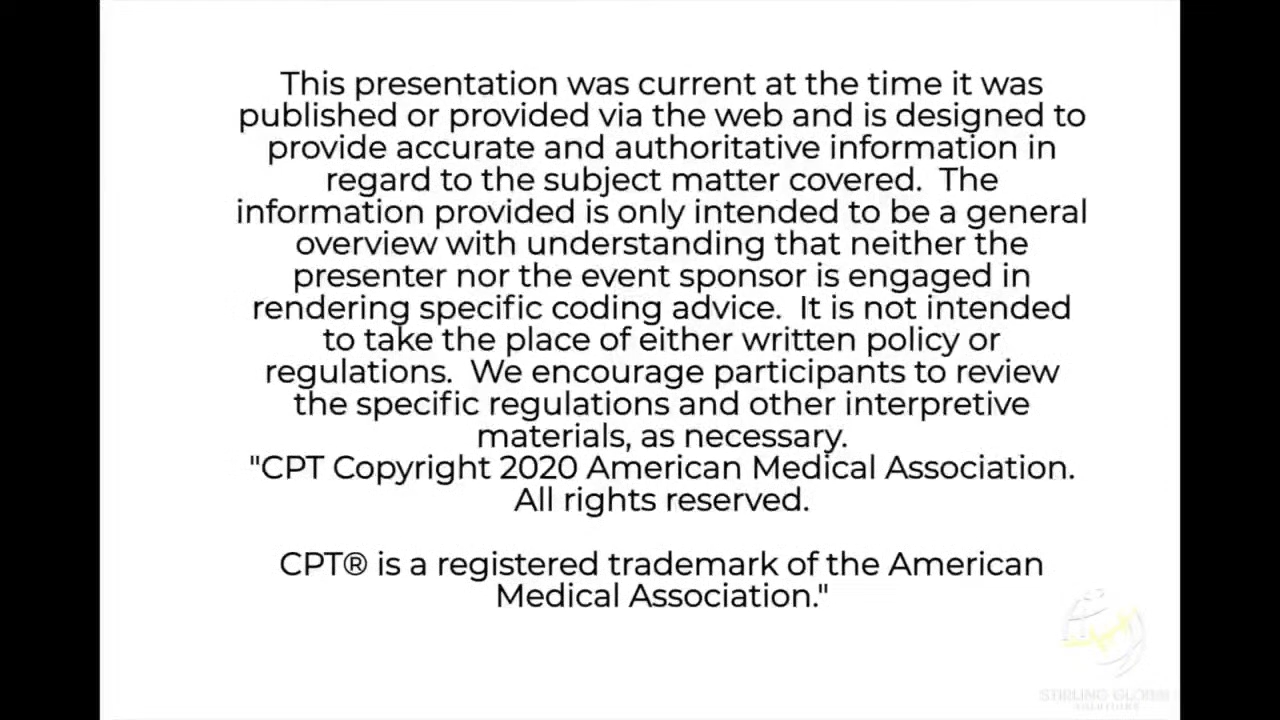 This presentation was current at the time it was
published or provided via the web and is designed to
provide accurate and authoritative information in
regard to the subject matter covered.  The
information provided is only intended to be a general
overview with understanding that neither the
presenter nor the event sponsor is engaged in
rendering specific coding advice.  It is not intended
to take the place of either written policy or
regulations.  We encourage participants to review
the specific regulations and other interpretive
materials, as necessary.
"CPT Copyright 2020 American Medical Association.
All rights reserved.
CPT® is a registered trademark of the American
Medical Association."
STIRLING GLOBAL
SOLUTIONS